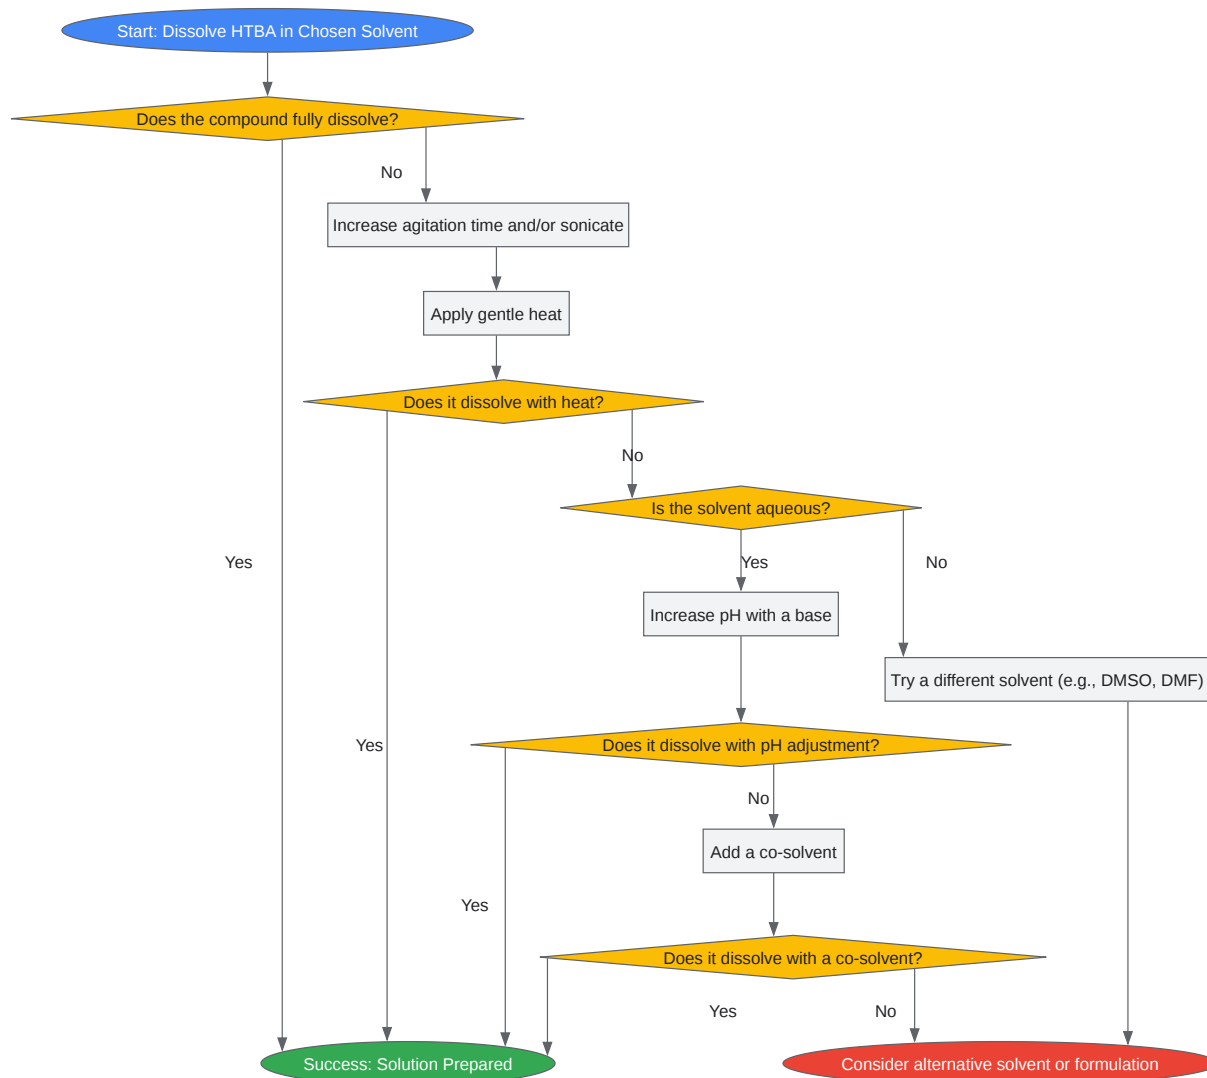 Start: Dissolve HTBA in Chosen Solvent
Does the compound fully dissolve?
No
Increase agitation time and/or sonicate
Apply gentle heat
Does it dissolve with heat?
No
Is the solvent aqueous?
Yes
Yes
No
Increase pH with a base
Try a different solvent (e.g., DMSO, DMF)
Yes
Does it dissolve with pH adjustment?
No
Add a co-solvent
Yes
Does it dissolve with a co-solvent?
Yes
No
Success: Solution Prepared
Consider alternative solvent or formulation